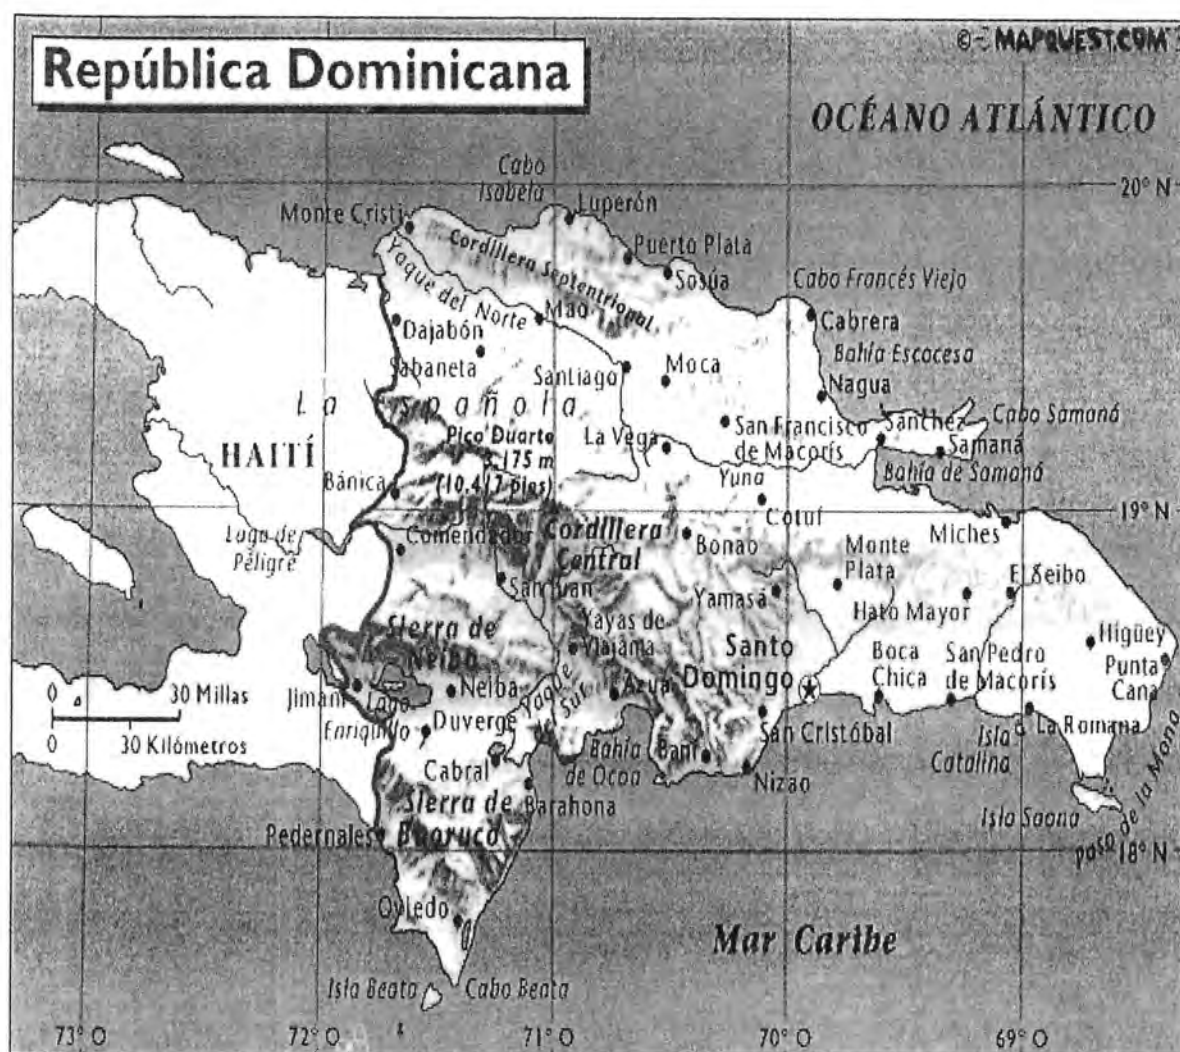 República Dominicana
© MAPQUEST.COM
OCÉANO ATLÁNTICO
20° N
Cabo
Isabela
Luperón
Monte Cristi
Puerto Plata
Cordillera Septentrional
Sosúa
Yaque del Norte
Cabo Francés Viejo
Mao
Cabrera
Dajabón
Bahía Escocesa
Sabaneta
Santiago
Moca
Nagua
La Española
Sánchez
Cabo Samaná
Pico Duarte
3,175 m
(10,417 pies)
La Vega
San Francisco
de Macorís
Samaná
HAITÍ
Bahía de Samaná
Bánica
Yuna
Cotuí
19° N
Miches
Lago de
Péligre
Comendador
Cordillera
Central
Bonao
Monte
Plata
El Seibo
San Juan
Yamasá
Hato Mayor
Sierra de
Neiba
Yayas de
Viajama
Santo
Domingo
Boca
Chica
San Pedro
de Macorís
Higüey
Punta
Cana
0 30 Millas
0 30 Kilómetros
Jimaní
Lago
Enriquillo
Neiba
Yaque
del Sur
Azua
Duvergé
La Romana
San Cristóbal
Isla
Catalina
Cabral
Bahía
de Ocoa
Baní
Nizao
Barahona
Sierra de
Baoruco
Isla Saona
Paso de la Mona
Pedernales
18° N
Oviedo
Mar Caribe
Isla Beata
Cabo Beata
73° O
72° O
71° O
70° O
69° O